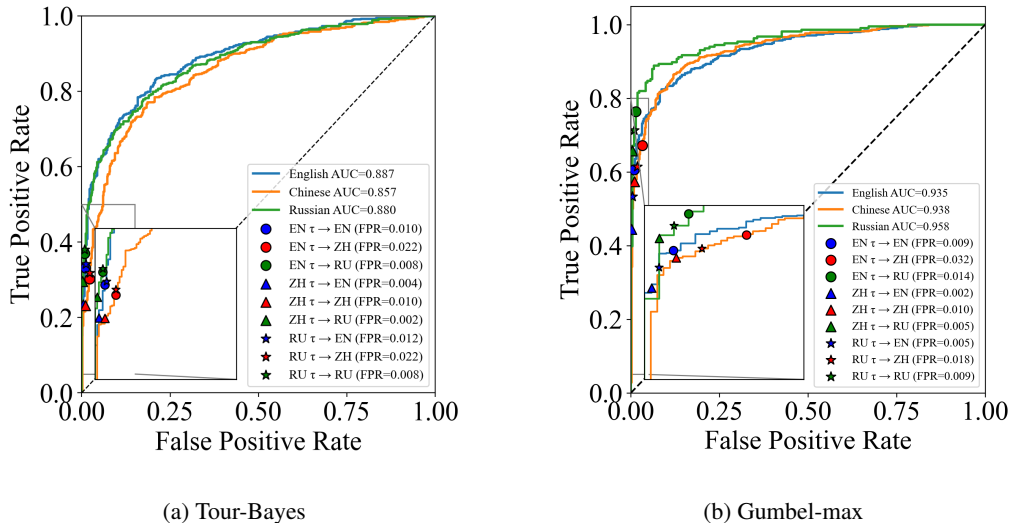 True Positive Rate
1.0
0.8
0.6
0.4
0.2
0.0
0.00
0.25
0.50
0.75
1.00
False Positive Rate
English AUC=0.887
Chinese AUC=0.857
Russian AUC=0.880
EN τ → EN (FPR=0.010)
EN τ → ZH (FPR=0.022)
EN τ → RU (FPR=0.008)
ZH τ → EN (FPR=0.004)
ZH τ → ZH (FPR=0.010)
ZH τ → RU (FPR=0.002)
RU τ → EN (FPR=0.012)
RU τ → ZH (FPR=0.022)
RU τ → RU (FPR=0.008)
(a) Tour-Bayes
True Positive Rate
1.0
0.8
0.6
0.4
0.2
0.0
0.00
0.25
0.50
0.75
1.00
False Positive Rate
English AUC=0.935
Chinese AUC=0.938
Russian AUC=0.958
EN τ → EN (FPR=0.009)
EN τ → ZH (FPR=0.032)
EN τ → RU (FPR=0.014)
ZH τ → EN (FPR=0.002)
ZH τ → ZH (FPR=0.010)
ZH τ → RU (FPR=0.005)
RU τ → EN (FPR=0.005)
RU τ → ZH (FPR=0.018)
RU τ → RU (FPR=0.009)
(b) Gumbel-max